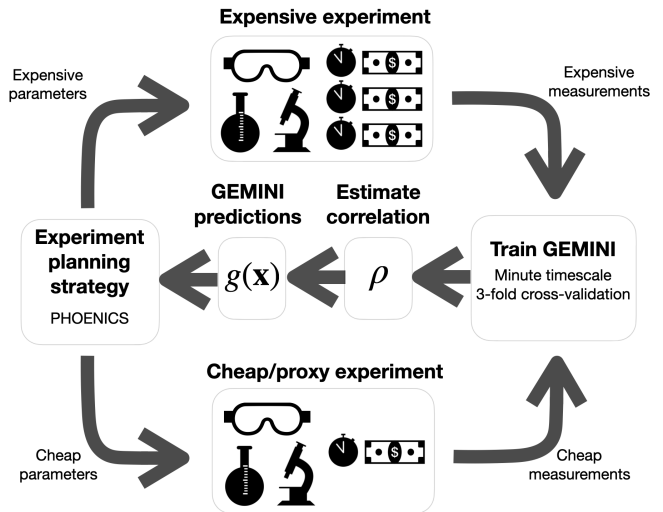 Expensive experiment
Expensive
parameters
$
$
$
Expensive
measurements
GEMINI
predictions
Estimate
correlation
Experiment
planning
strategy
PHOENICS
g(x)
ρ
Train GEMINI
Minute timescale
3-fold cross-validation
Cheap/proxy experiment
Cheap
parameters
$
Cheap
measurements